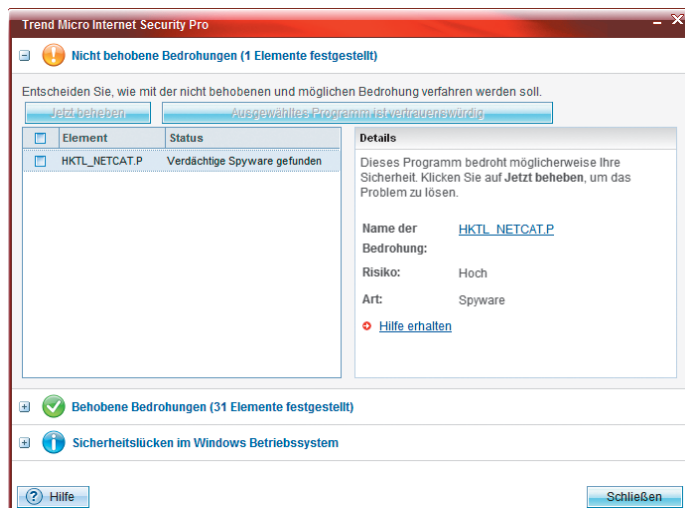 Trend Micro Internet Security Pro
Nicht behobene Bedrohungen (1 Elemente festgestellt)
Entscheiden Sie, wie mit der nicht behobenen und möglichen Bedrohung verfahren werden soll.
Jetzt beheben
Ausgewähltes Programm ist vertrauenswürdig
Element
Status
HKTL_NETCAT.P
Verdächtige Spyware gefunden
Details
Dieses Programm bedroht möglicherweise Ihre
Sicherheit. Klicken Sie auf Jetzt beheben, um das
Problem zu lösen.
Name der
Bedrohung:
HKTL_NETCAT.P
Risiko:
Hoch
Art:
Spyware
Hilfe erhalten
Behobene Bedrohungen (31 Elemente festgestellt)
Sicherheitslücken im Windows Betriebssystem
Hilfe
Schließen